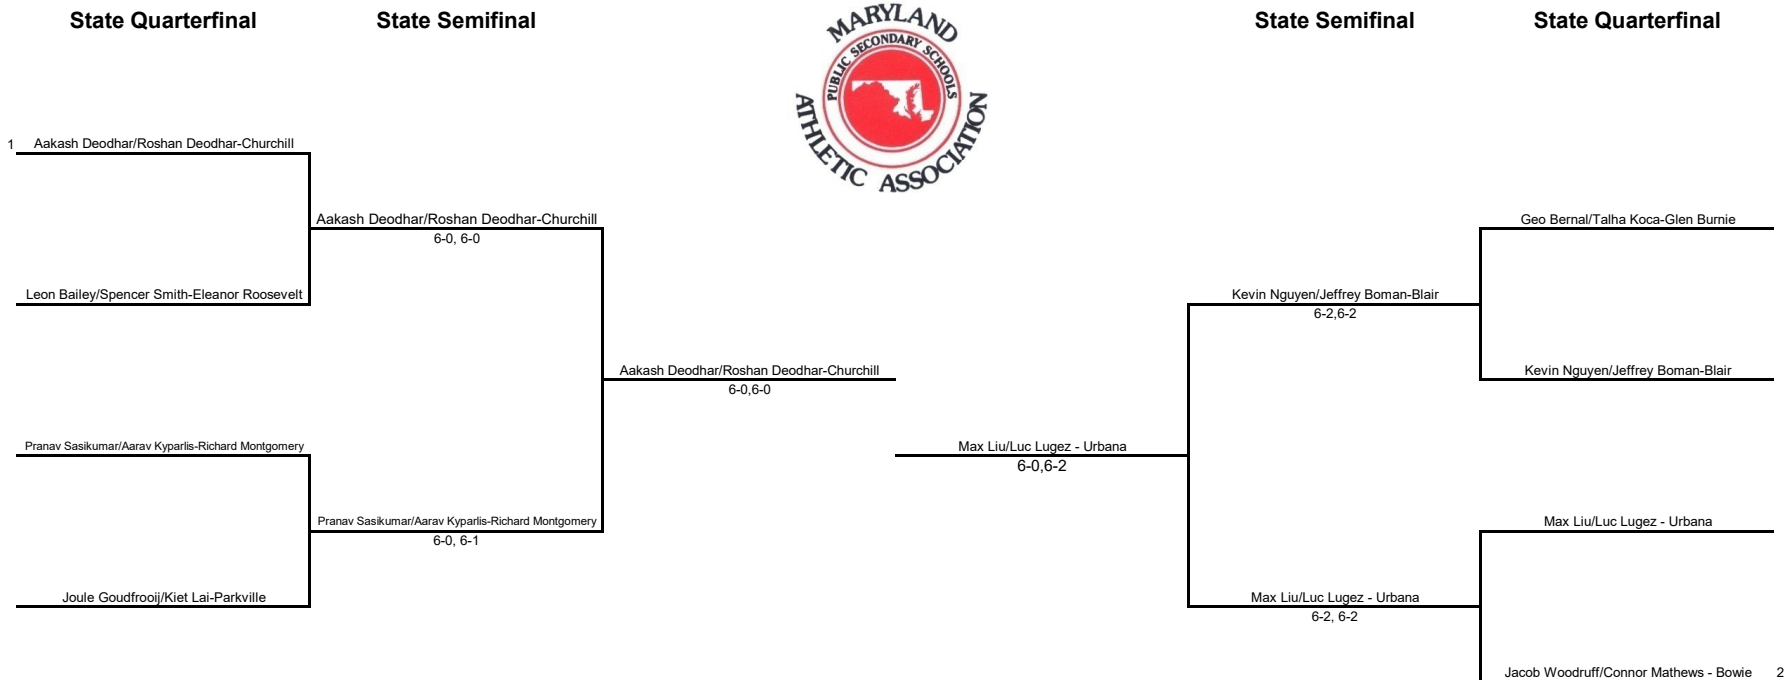 State Quarterfinal
State Semifinal
State Semifinal
State Quarterfinal
MARYLAND
PUBLIC SECONDARY SCHOOLS
ATHLETIC ASSOCIATION
1 Aakash Deodhar/Roshan Deodhar-Churchill
Aakash Deodhar/Roshan Deodhar-Churchill
6-0, 6-0
Geo Bernal/Talha Koca-Glen Burnie
Leon Bailey/Spencer Smith-Eleanor Roosevelt
Kevin Nguyen/Jeffrey Boman-Blair
6-2,6-2
Aakash Deodhar/Roshan Deodhar-Churchill
6-0,6-0
Kevin Nguyen/Jeffrey Boman-Blair
Pranav Sasikumar/Aarav Kyparlis-Richard Montgomery
Max Liu/Luc Lugez - Urbana
6-0,6-2
Pranav Sasikumar/Aarav Kyparlis-Richard Montgomery
6-0, 6-1
Max Liu/Luc Lugez - Urbana
Joule Goudfrooij/Kiet Lai-Parkville
Max Liu/Luc Lugez - Urbana
6-2, 6-2
Jacob Woodruff/Connor Mathews - Bowie 2